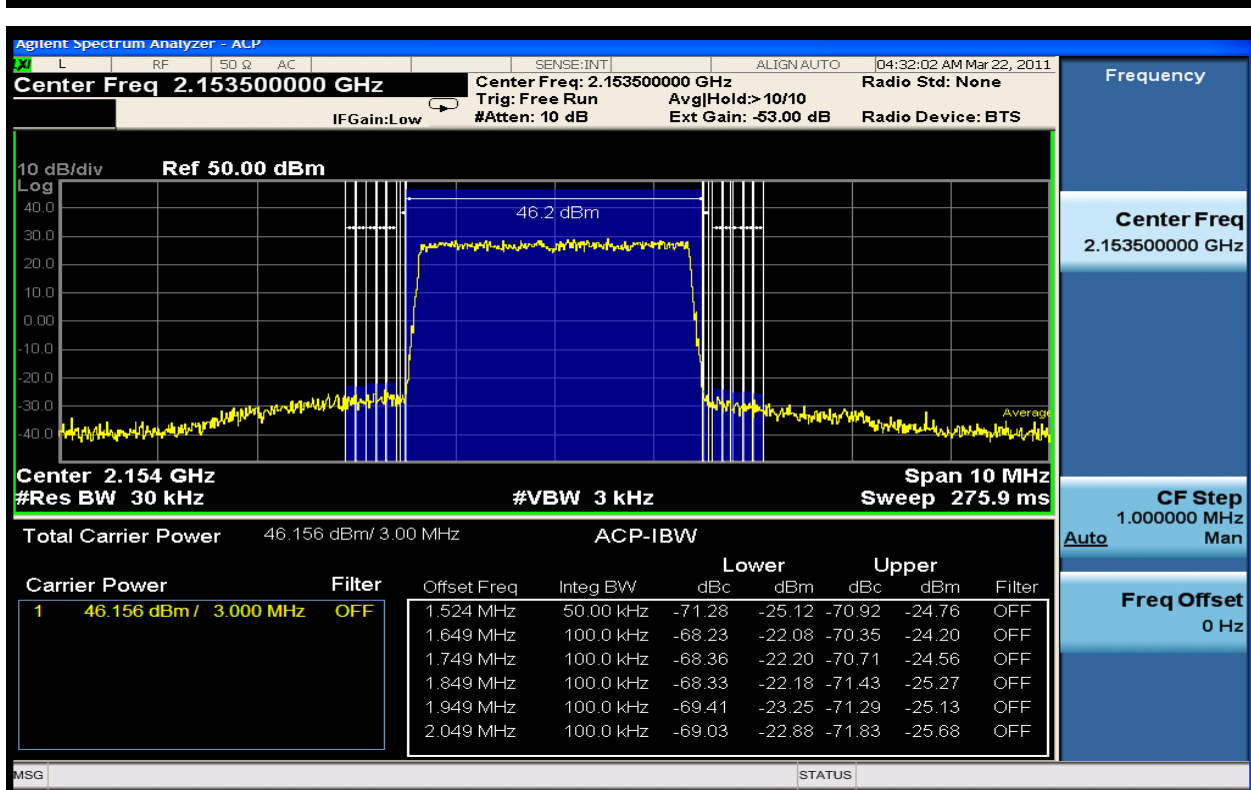 Agilent Spectrum Analyzer - ACP
LXI L RF 50 Ω AC SENSE:INT ALIGN AUTO 04:32:02 AM Mar 22, 2011
Center Freq 2.153500000 GHz
Center Freq: 2.153500000 GHz Radio Std: None
Trig: Free Run Avg|Hold:>10/10
IFGain:Low #Atten: 10 dB Ext Gain: -53.00 dB Radio Device: BTS
10 dB/div Ref 50.00 dBm
Log
40.0
30.0
20.0
10.0
0.00
-10.0
-20.0
-30.0
-40.0
46.2 dBm
Average
Center 2.154 GHz Span 10 MHz
#Res BW 30 kHz #VBW 3 kHz Sweep 275.9 ms
Total Carrier Power 46.156 dBm/ 3.00 MHz ACP-IBW
Lower Upper
Carrier Power Filter Offset Freq Integ BW dBc dBm dBc dBm Filter
1 46.156 dBm / 3.000 MHz OFF 1.524 MHz 50.00 kHz -71.28 -25.12 -70.92 -24.76 OFF
1.649 MHz 100.0 kHz -68.23 -22.08 -70.35 -24.20 OFF
1.749 MHz 100.0 kHz -68.36 -22.20 -70.71 -24.56 OFF
1.849 MHz 100.0 kHz -68.33 -22.18 -71.43 -25.27 OFF
1.949 MHz 100.0 kHz -69.41 -23.25 -71.29 -25.13 OFF
2.049 MHz 100.0 kHz -69.03 -22.88 -71.83 -25.68 OFF
MSG STATUS
Frequency
Center Freq
2.153500000 GHz
CF Step
1.000000 MHz
Auto Man
Freq Offset
0 Hz